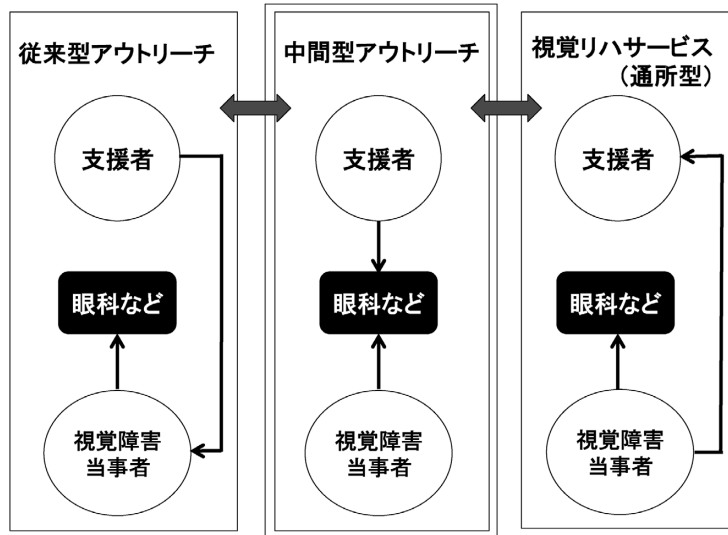 従来型アウトリーチ
支援者
眼科など
視覚障害
当事者
中間型アウトリーチ
支援者
眼科など
視覚障害
当事者
視覚リハサービス
（通所型）
支援者
眼科など
視覚障害
当事者